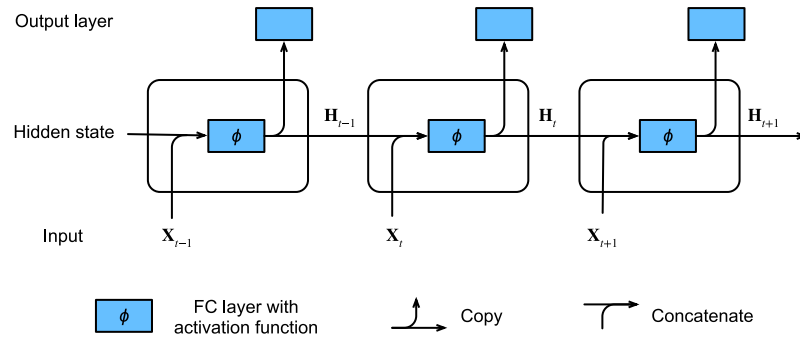 Output layer
H_{t−1}
H_t
H_{t+1}
Hidden state
ϕ
ϕ
ϕ
Input
X_{t−1}
X_t
X_{t+1}
ϕ
FC layer with
activation function
Copy
Concatenate